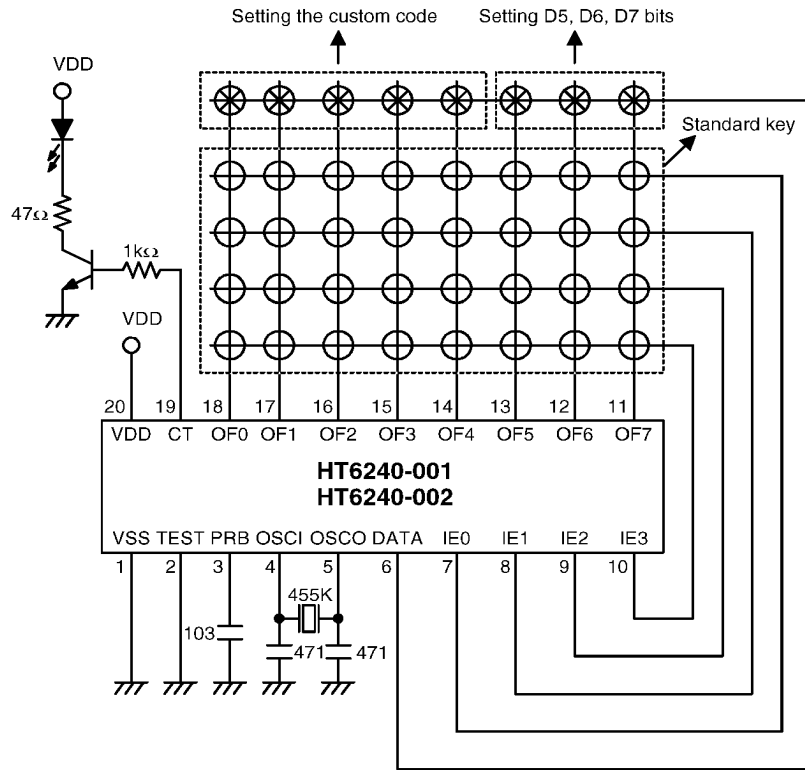 Setting the custom code
Setting D5, D6, D7 bits
VDD
Standard key
47Ω
1kΩ
VDD
20 19 18 17 16 15 14 13 12 11
VDD CT OF0 OF1 OF2 OF3 OF4 OF5 OF6 OF7
HT6240-001
HT6240-002
VSS TEST PRB OSCI OSCO DATA IE0 IE1 IE2 IE3
1 2 3 4 5 6 7 8 9 10
455K
103
471
471